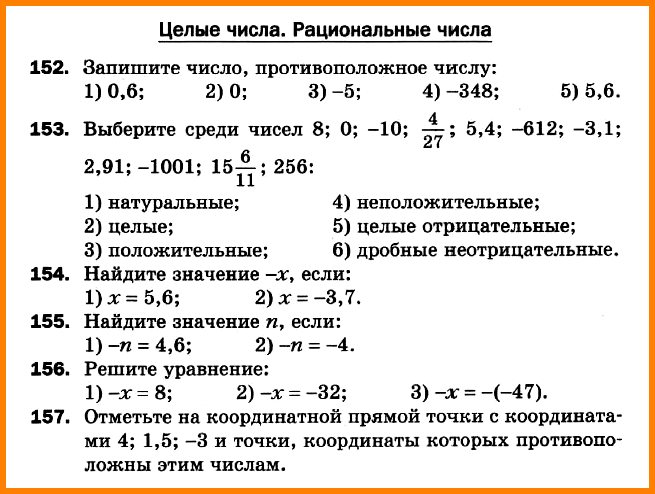 Целые числа. Рациональные числа
152. Запишите число, противоположное числу:
1) 0,6; 2) 0; 3) –5; 4) –348; 5) 5,6.
153. Выберите среди чисел 8; 0; –10; 4/27; 5,4; –612; –3,1;
2,91; –1001; 15 6/11; 256:
1) натуральные; 4) неположительные;
2) целые; 5) целые отрицательные;
3) положительные; 6) дробные неотрицательные.
154. Найдите значение –x, если:
1) x = 5,6; 2) x = –3,7.
155. Найдите значение n, если:
1) –n = 4,6; 2) –n = –4.
156. Решите уравнение:
1) –x = 8; 2) –x = –32; 3) –x = –(–47).
157. Отметьте на координатной прямой точки с координата-
ми 4; 1,5; –3 и точки, координаты которых противопо-
ложны этим числам.